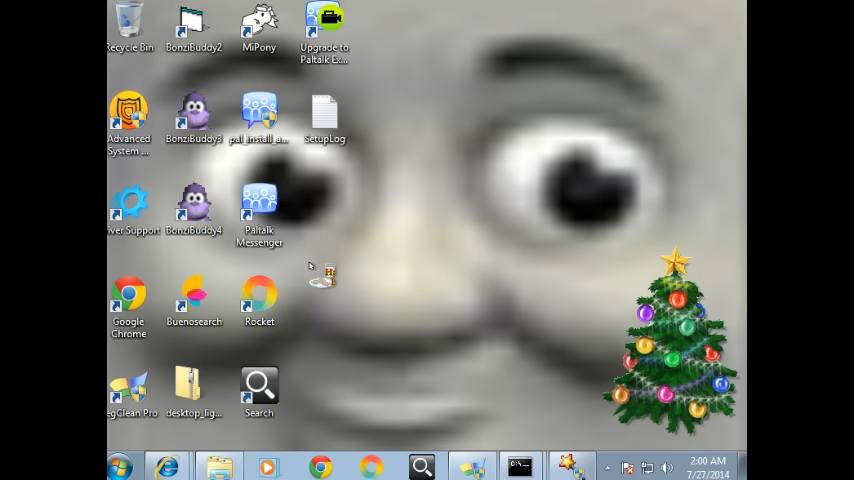 Recycle Bin
BonziBuddy2
MiPony
Upgrade to
Paltalk Ex...
Advanced
System ...
BonziBuddy3
pal_install_a...
SetupLog
iver Support
BonziBuddy4
Paltalk
Messenger
Google
Chrome
Buenosearch
Rocket
egClean Pro
desktop_lig...
Search
C:\...
2:00 AM
7/27/2014